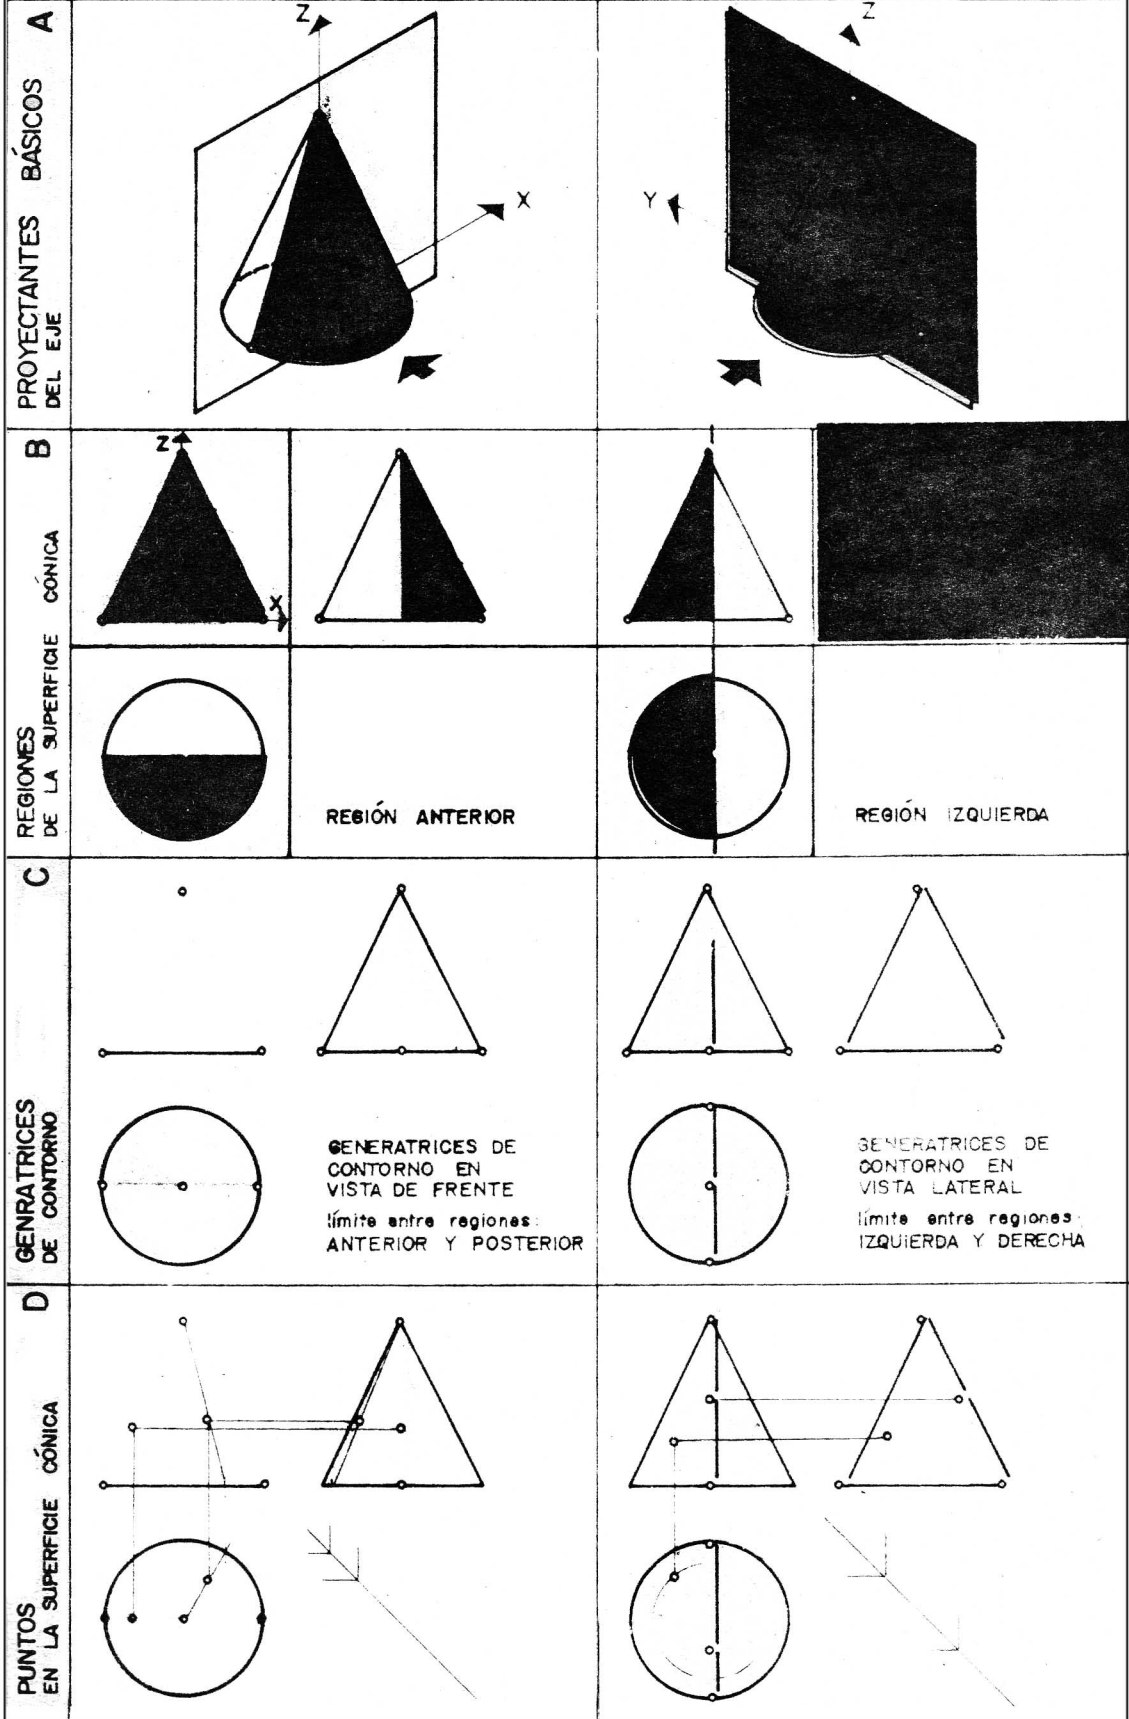 A
PROYECTANTES BÁSICOS
DEL EJE
Z
X
Z
Y
B
REGIONES
DE LA SUPERFICIE CÓNICA
Z
X
REGIÓN ANTERIOR
REGIÓN IZQUIERDA
C
GENRATRICES
DE CONTORNO
GENERATRICES DE
CONTORNO EN
VISTA DE FRENTE
límite entre regiones:
ANTERIOR Y POSTERIOR
GENERATRICES DE
CONTORNO EN
VISTA LATERAL
límite entre regiones:
IZQUIERDA Y DERECHA
D
PUNTOS
EN LA SUPERFICIE CÓNICA